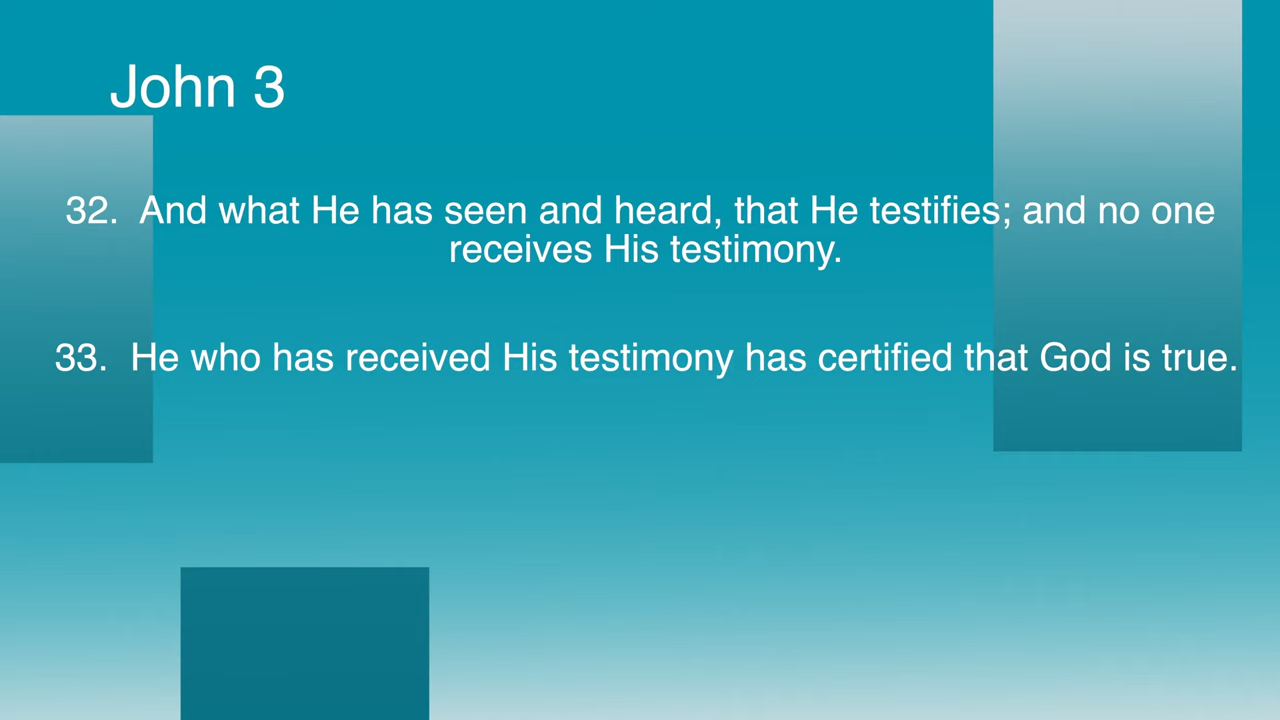 John 3
32.  And what He has seen and heard, that He testifies; and no one
receives His testimony.
33.  He who has received His testimony has certified that God is true.